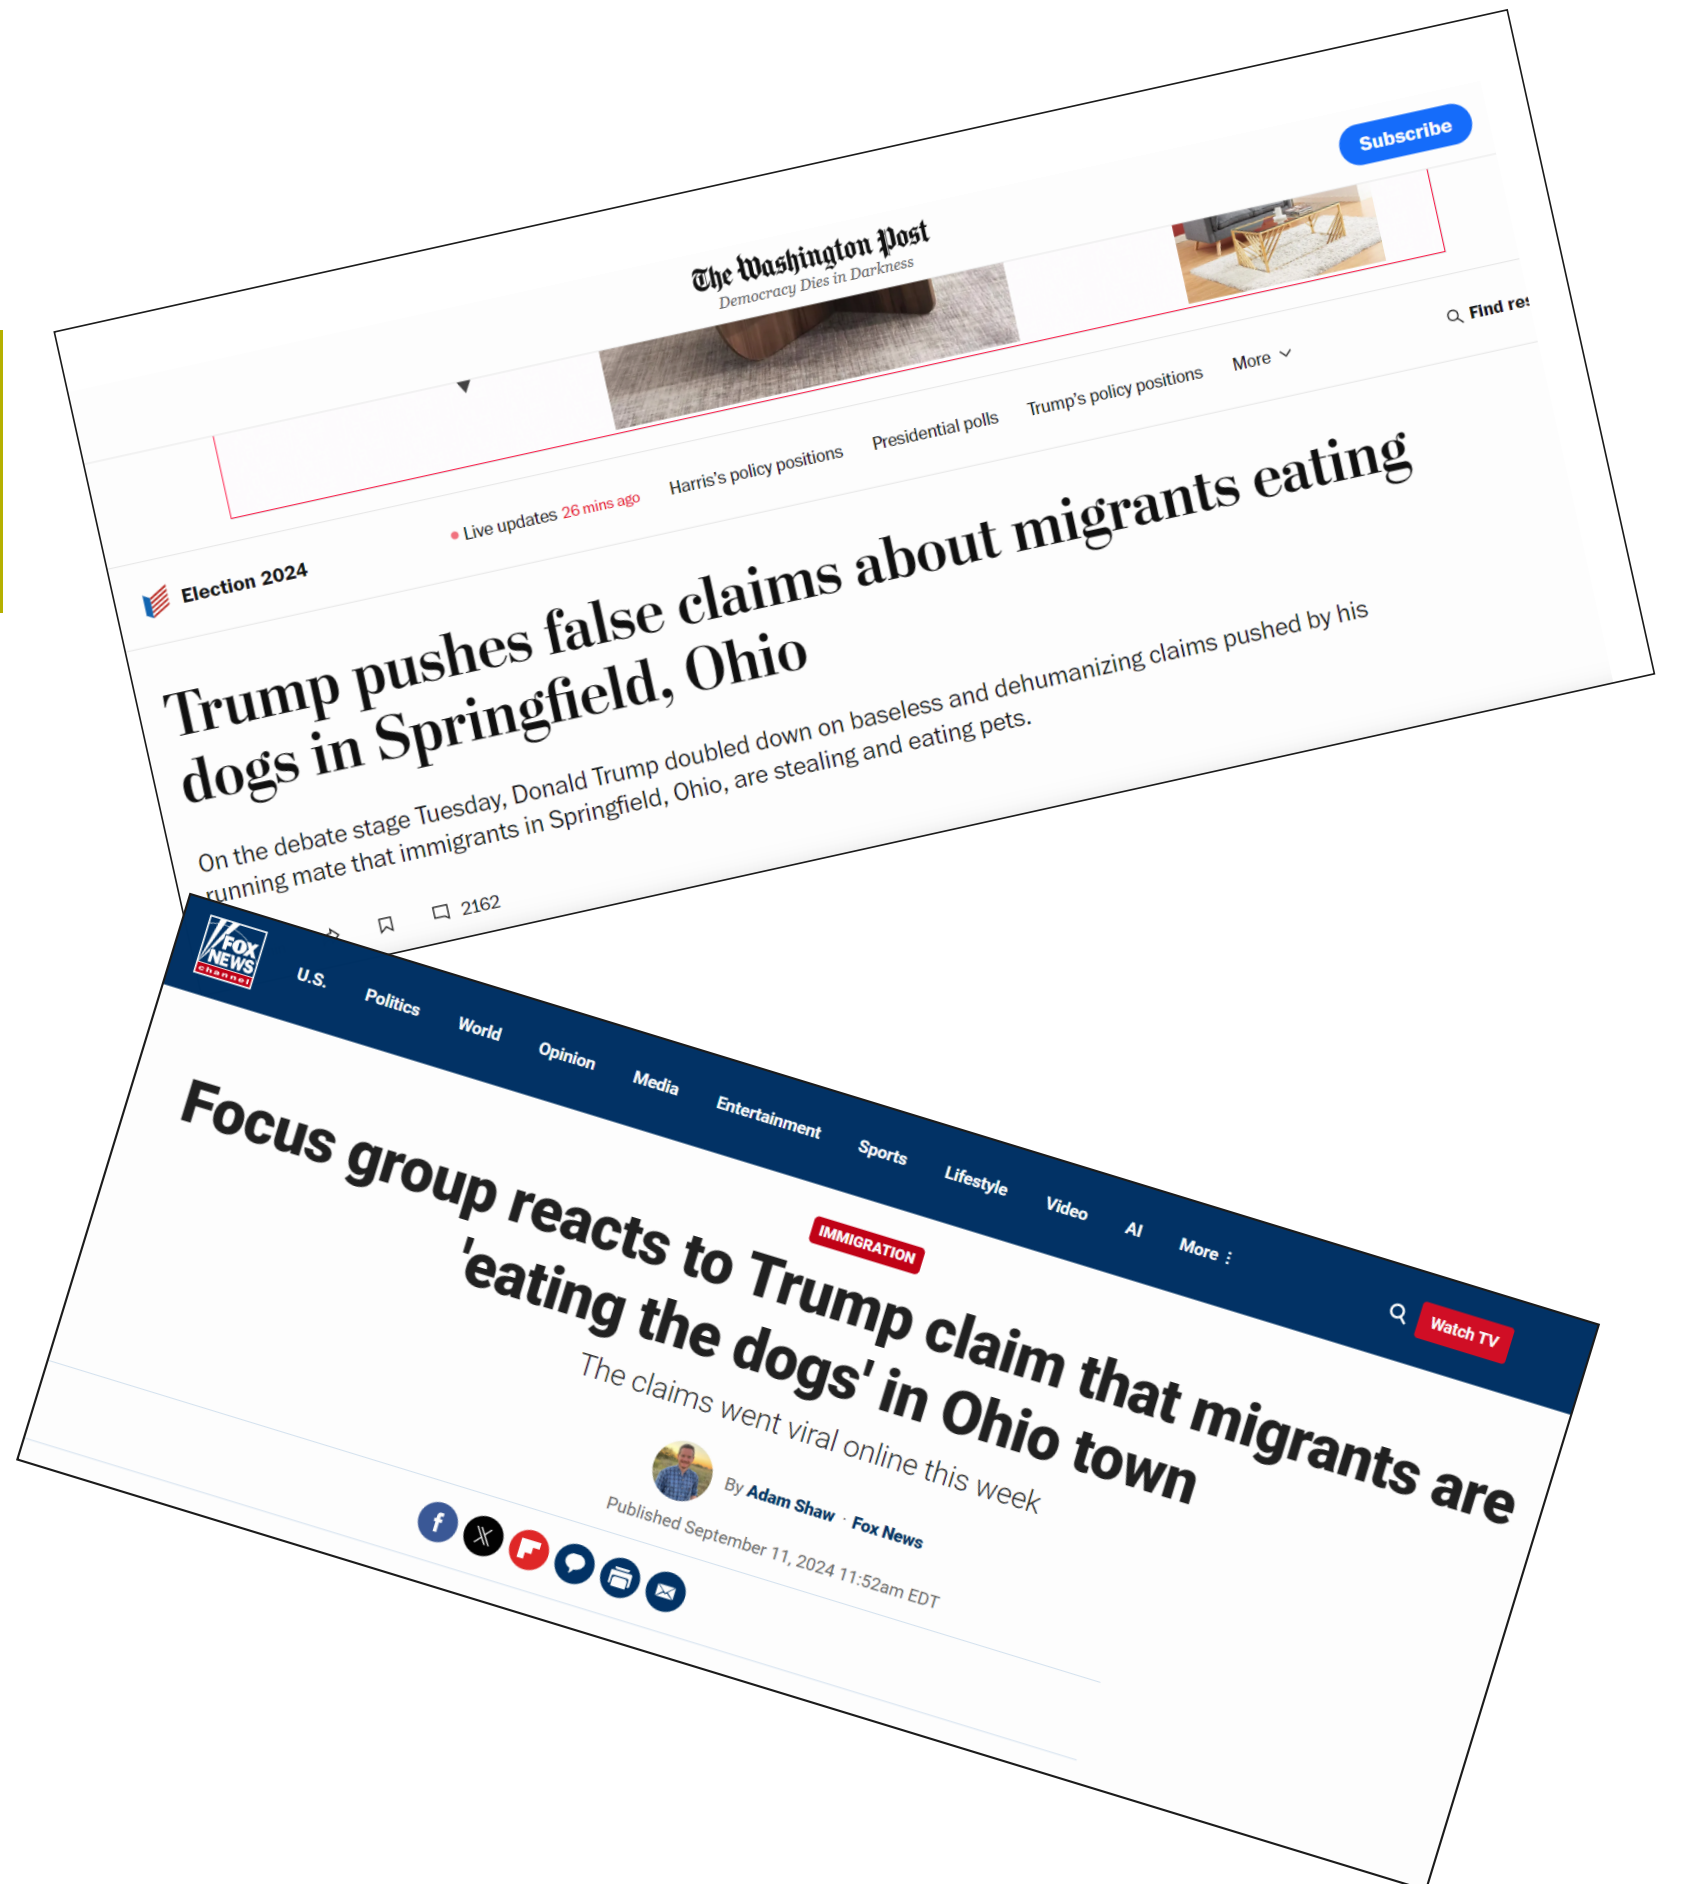 Subscribe
The Washington Post
Democracy Dies in Darkness
Election 2024
Live updates 26 mins ago
Harris's policy positions
Presidential polls
Trump's policy positions
More
Find res
Trump pushes false claims about migrants eating
dogs in Springfield, Ohio
On the debate stage Tuesday, Donald Trump doubled down on baseless and dehumanizing claims pushed by his
running mate that immigrants in Springfield, Ohio, are stealing and eating pets.
2162
FOX
NEWS
channel
U.S.
Politics
World
Opinion
Media
Entertainment
Sports
Lifestyle
Video
AI
More
Watch TV
IMMIGRATION
Focus group reacts to Trump claim that migrants are
'eating the dogs' in Ohio town
The claims went viral online this week
By Adam Shaw · Fox News
Published September 11, 2024 11:52am EDT